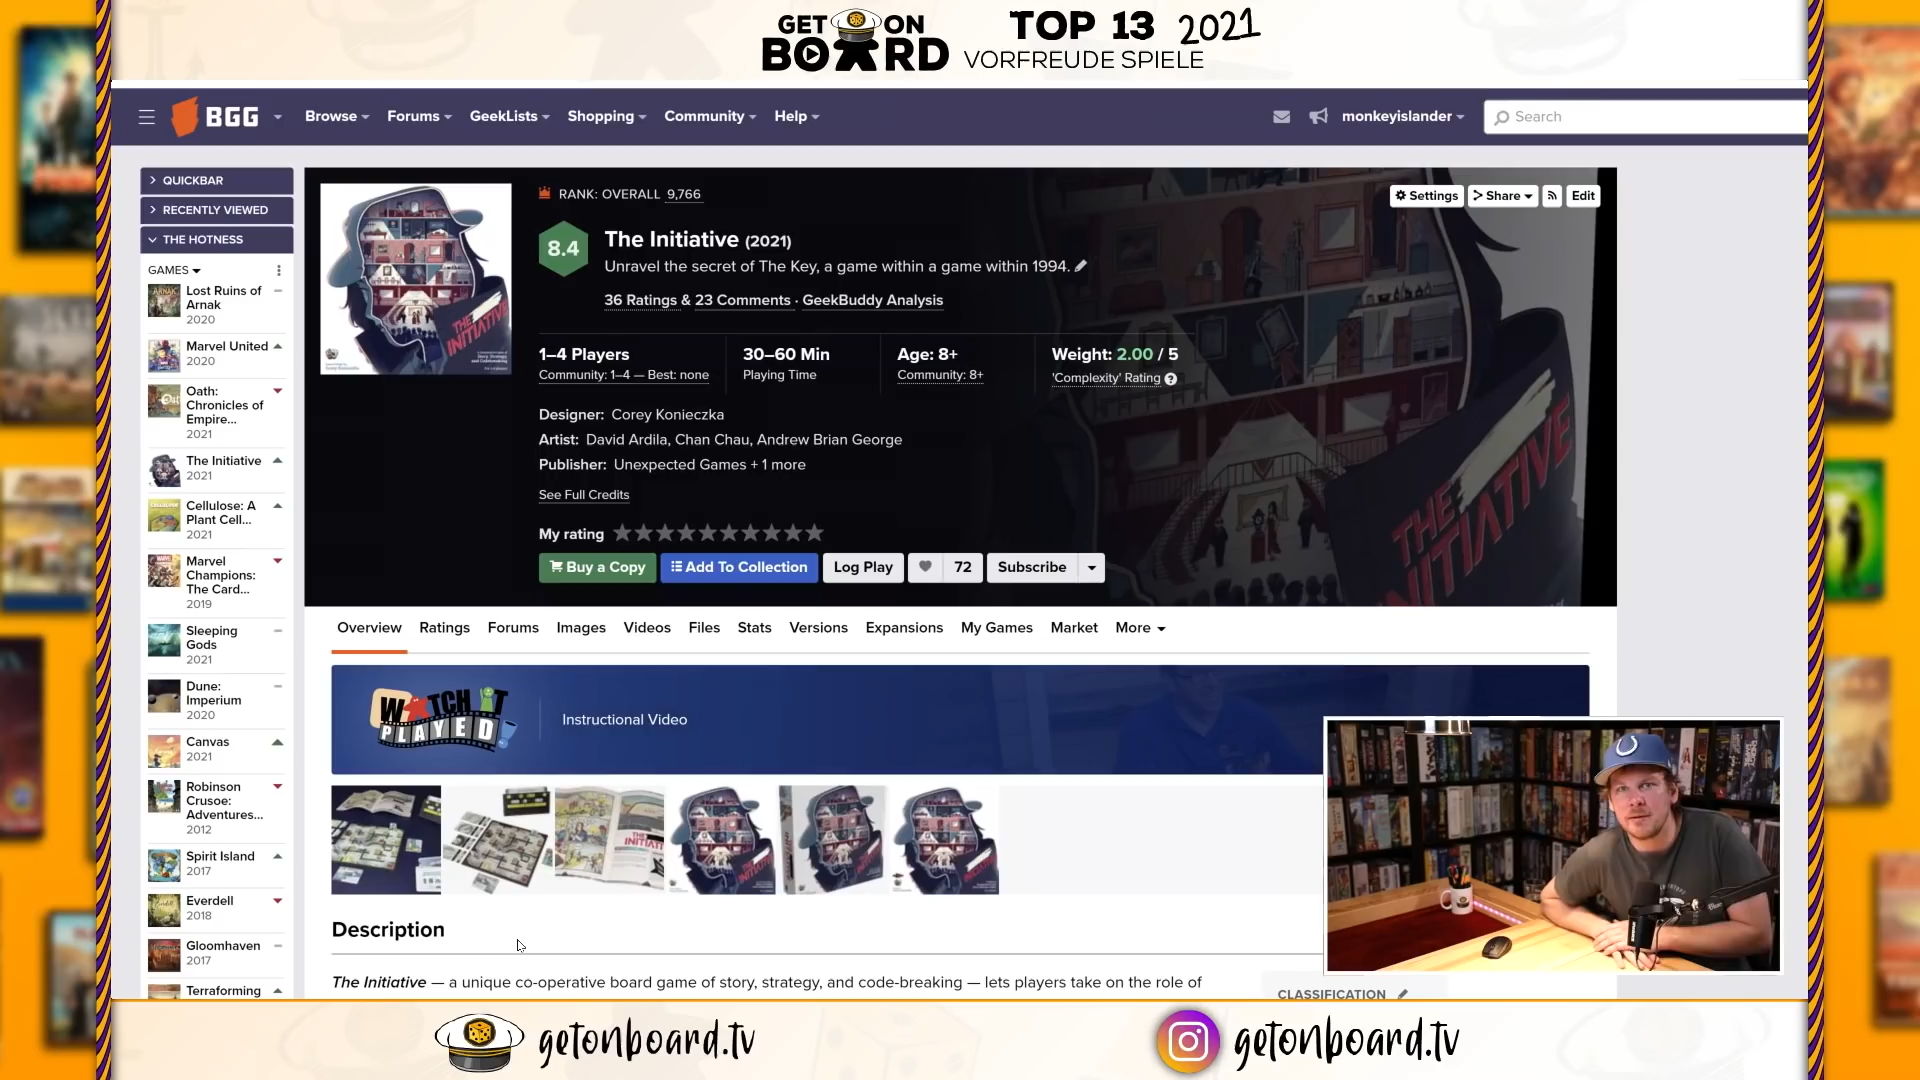 GET ON BOARD
TOP 13 2021
VORFREUDE SPIELE
BGG
Browse
Forums
GeekLists
Shopping
Community
Help
monkeyislander
Search
QUICKBAR
RECENTLY VIEWED
THE HOTNESS
GAMES
Lost Ruins of
Arnak
2020
Marvel United
2020
Oath:
Chronicles of
Empire...
2021
The Initiative
2021
Cellulose: A
Plant Cell...
2021
Marvel
Champions:
The Card...
2019
Sleeping
Gods
2021
Dune:
Imperium
2020
Canvas
2021
Robinson
Crusoe:
Adventures...
2012
Spirit Island
2017
Everdell
2018
Gloomhaven
2017
Terraforming
RANK: OVERALL 9,766
Settings
Share
Edit
8.4
The Initiative (2021)
Unravel the secret of The Key, a game within a game within 1994.
36 Ratings & 23 Comments · GeekBuddy Analysis
1–4 Players
Community: 1–4 — Best: none
30–60 Min
Playing Time
Age: 8+
Community: 8+
Weight: 2.00 / 5
'Complexity' Rating
Designer: Corey Konieczka
Artist: David Ardila, Chan Chau, Andrew Brian George
Publisher: Unexpected Games + 1 more
See Full Credits
My rating
Buy a Copy
Add To Collection
Log Play
72
Subscribe
THE
INITIATIVE
THE
INITIATIVE
Overview
Ratings
Forums
Images
Videos
Files
Stats
Versions
Expansions
My Games
Market
More
WATCH IT
PLAYED
Instructional Video
Description
The Initiative — a unique co-operative board game of story, strategy, and code-breaking — lets players take on the role of
CLASSIFICATION
getonboard.tv
getonboard.tv